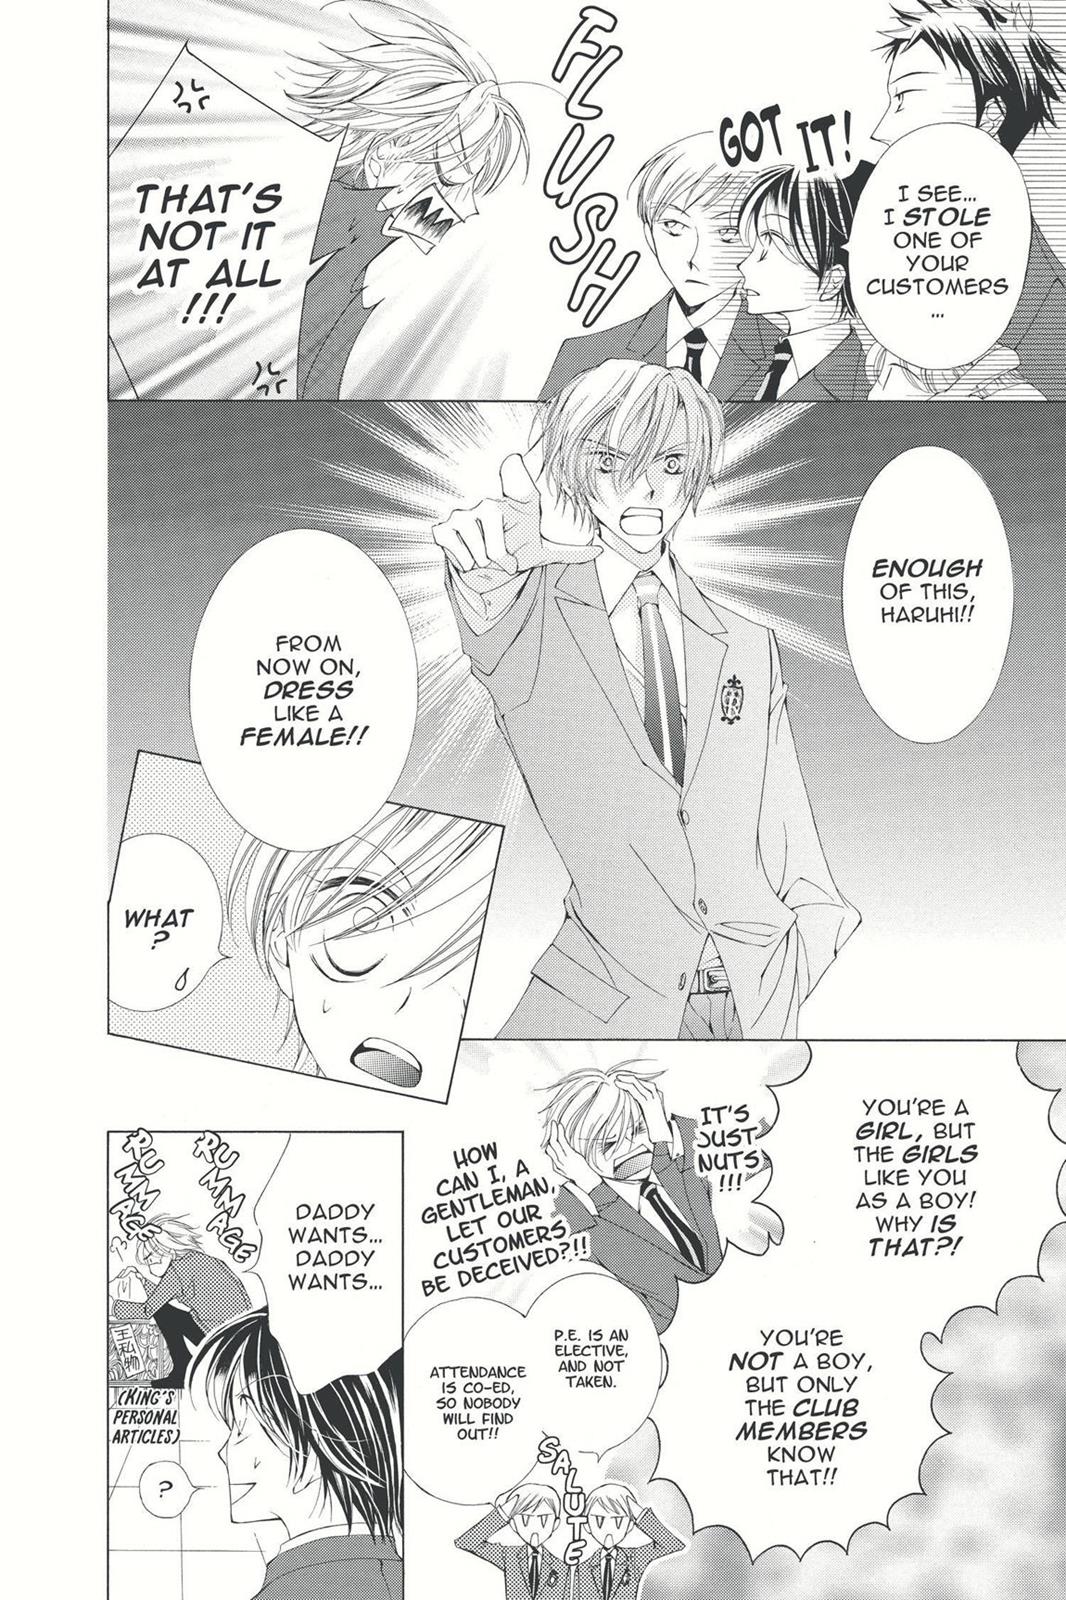 I SEE...
I STOLE
ONE OF
YOUR
CUSTOMERS
...
GOT IT!
FLUSH
THAT'S
NOT IT
AT ALL
!!!
ENOUGH
OF THIS,
HARUHI!!
FROM
NOW ON,
DRESS
LIKE A
FEMALE!!
WHAT
?
YOU'RE A
GIRL, BUT
THE GIRLS
LIKE YOU
AS A BOY!
WHY IS
THAT?!
YOU'RE
NOT A BOY,
BUT ONLY
THE CLUB
MEMBERS
KNOW
THAT!!
IT'S
JUST
NUTS
!!!
HOW
CAN I, A
GENTLEMAN,
LET OUR
CUSTOMERS
BE DECEIVED?!!
P.E. IS AN
ELECTIVE,
AND NOT
TAKEN.
ATTENDANCE
IS CO-ED,
SO NOBODY
WILL FIND
OUT!!
SALUTE
DADDY
WANTS...
DADDY
WANTS...
RUMMAGE
RUMMAGE
??
王私物
(KING'S
PERSONAL
ARTICLES)
?